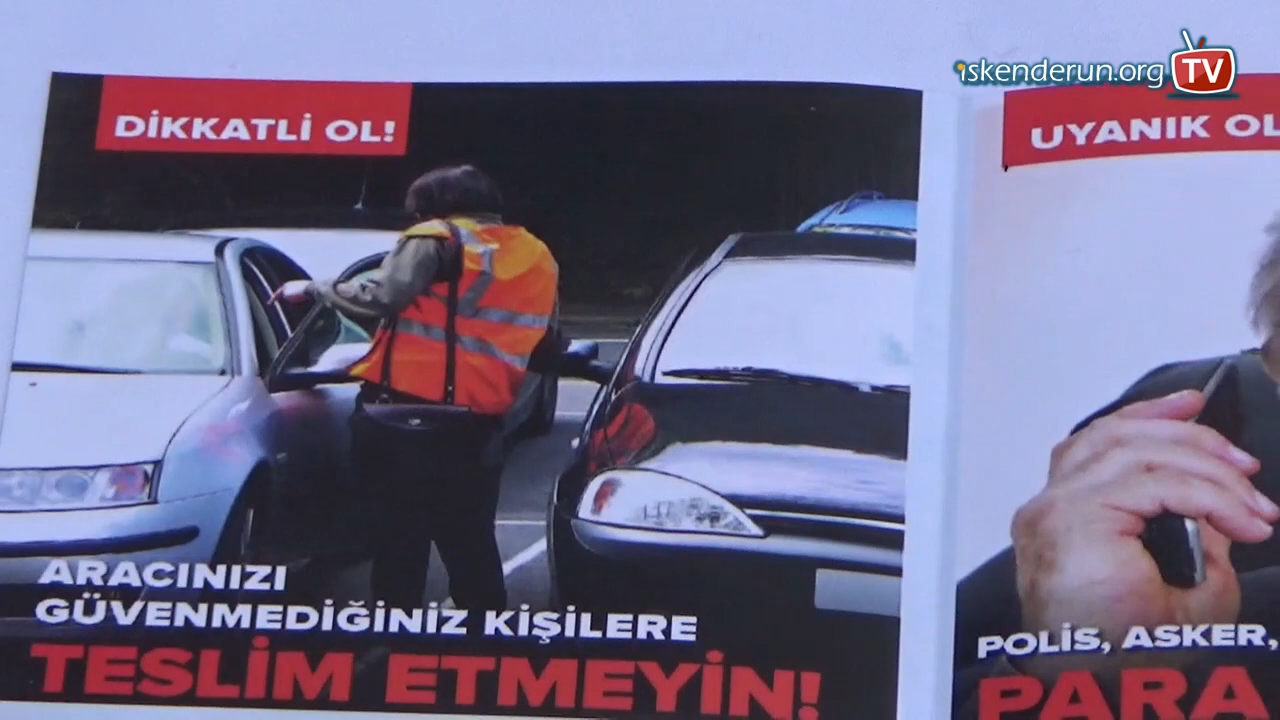 iskenderun.org TV
DİKKATLİ OL!
ARACINIZI
GÜVENMEDİĞİNİZ KİŞİLERE
TESLİM ETMEYİN!
UYANIK OL
POLİS, ASKER,
PARA